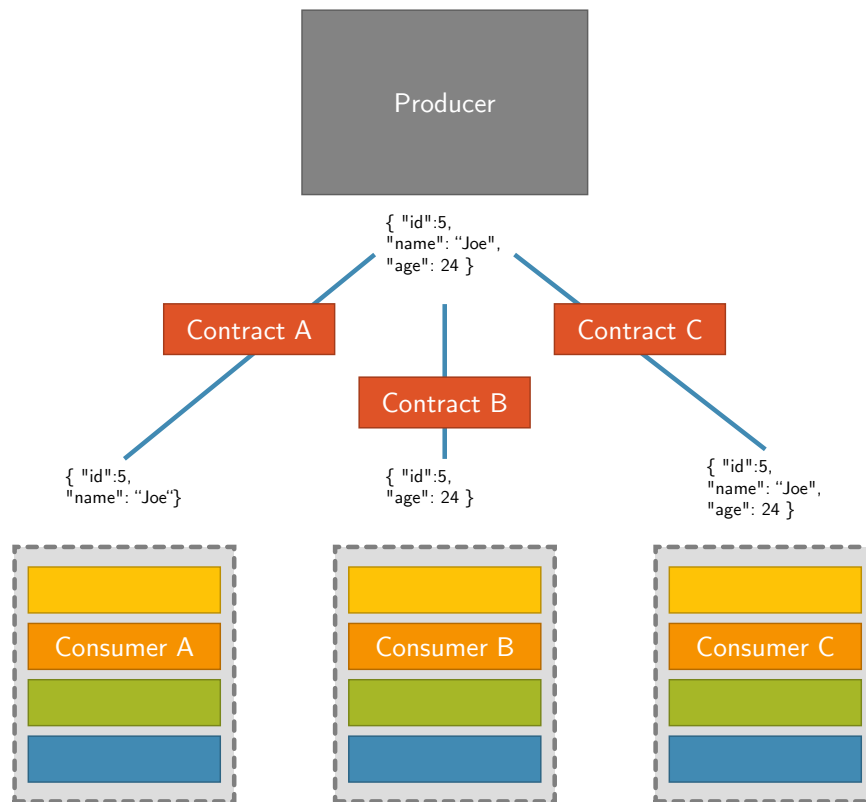 Producer
{ "id":5,
"name": “Joe",
"age": 24 }
Contract A
Contract C
Contract B
{ "id":5,
"name": “Joe“}
{ "id":5,
"age": 24 }
{ "id":5,
"name": “Joe",
"age": 24 }
Consumer A
Consumer B
Consumer C